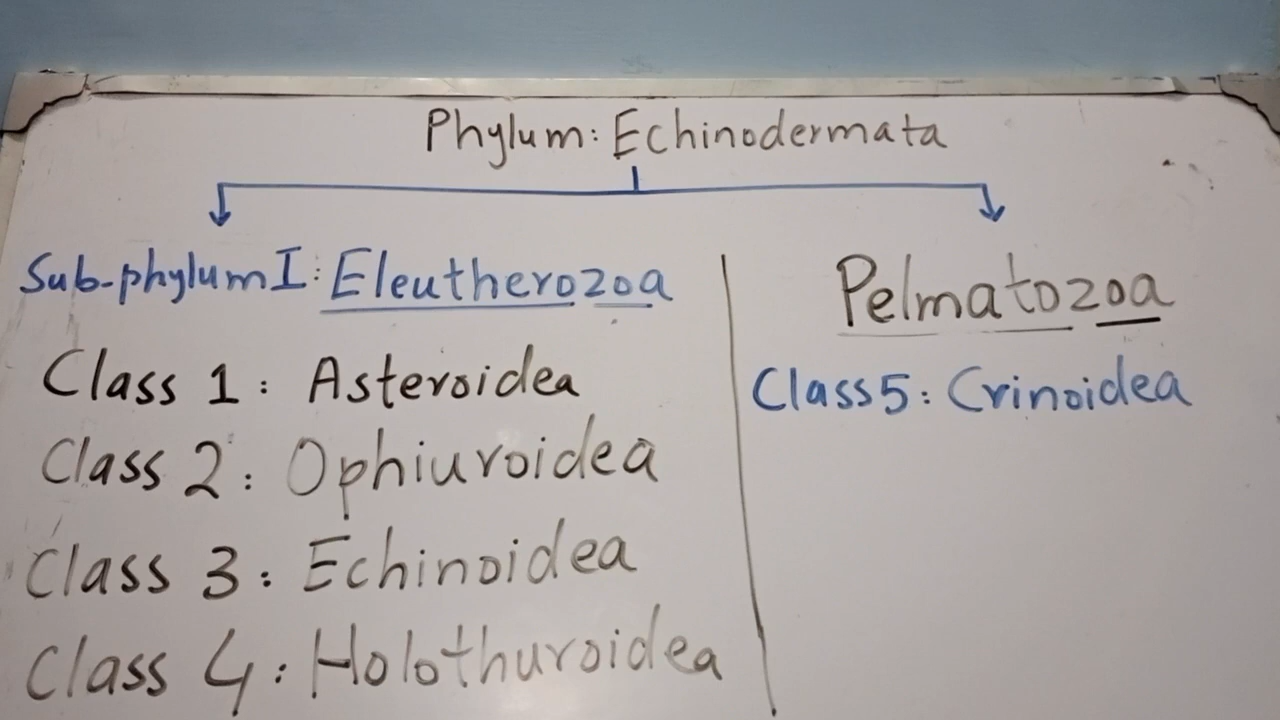 Phylum: Echinodermata
Sub-phylum I: Eleutherozoa
Class 1: Asteroidea
Class 2: Ophiuroidea
Class 3: Echinoidea
Class 4: Holothuroidea
Pelmatozoa
Class 5: Crinoidea